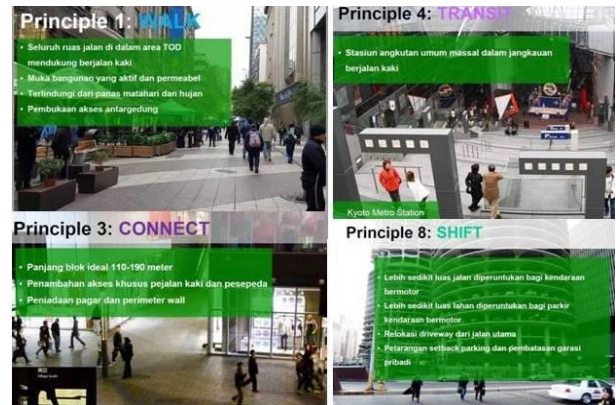 Principle 1: WALK
• Seluruh ruas jalan di dalam area TOD
mendukung berjalan kaki
• Muka bangunan yang aktif dan permeabel
• Terlindungi dari panas matahari dan hujan
• Pembukaan akses antargedung
Principle 4: TRANSIT
• Stasiun angkutan umum massal dalam jangkauan
berjalan kaki
Kyoto Metro Station
Principle 3: CONNECT
• Panjang blok ideal 110-190 meter
• Penambahan akses khusus pejalan kaki dan pesepeda
• Peniadaan pagar dan perimeter wall
Principle 8: SHIFT
• Lebih sedikit luas jalan diperuntukan bagi kendaraan
bermotor
• Lebih sedikit luas lahan diperuntukan bagi parkir
kendaraan bermotor
• Relokasi driveway dari jalan utama
• Pelarangan setback parking dan pembatasan garasi
pribadi